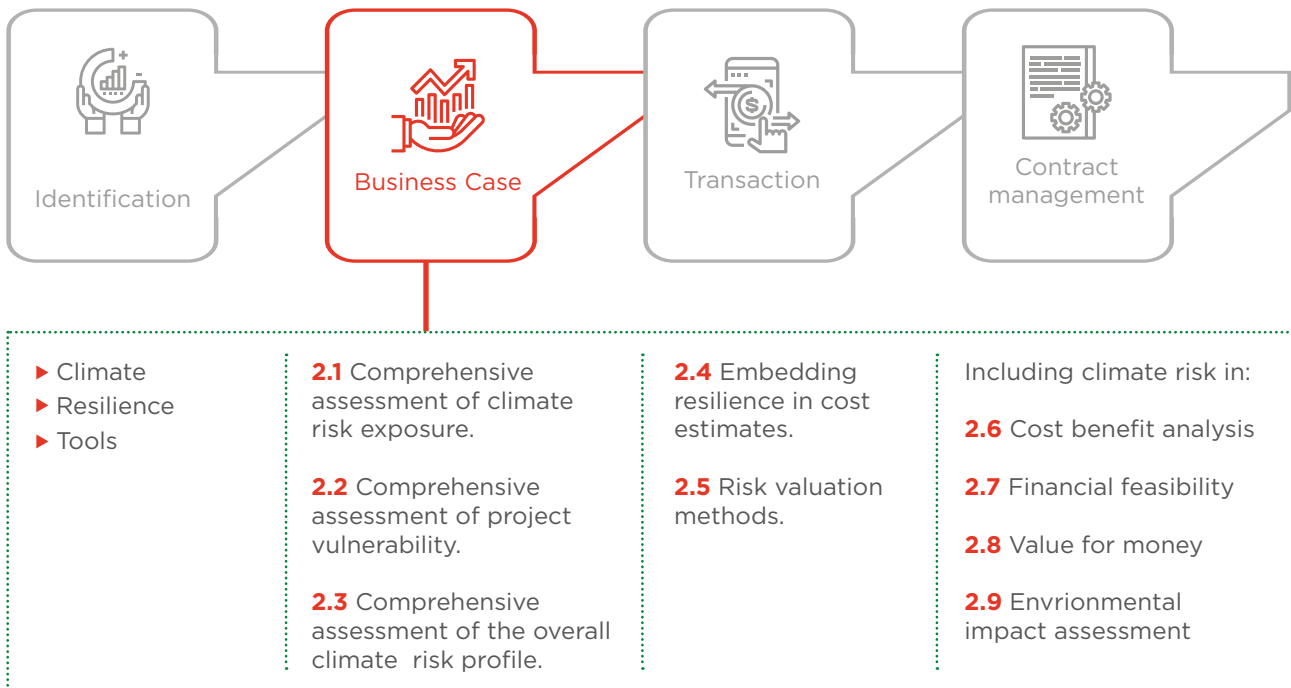 Identification
Business Case
Transaction
Contract
management
▶ Climate
▶ Resilience
▶ Tools
2.1 Comprehensive
assessment of climate
risk exposure.
2.2 Comprehensive
assessment of project
vulnerability.
2.3 Comprehensive
assessment of the overall
climate risk profile.
2.4 Embedding
resilience in cost
estimates.
2.5 Risk valuation
methods.
Including climate risk in:
2.6 Cost benefit analysis
2.7 Financial feasibility
2.8 Value for money
2.9 Envrionmental
impact assessment